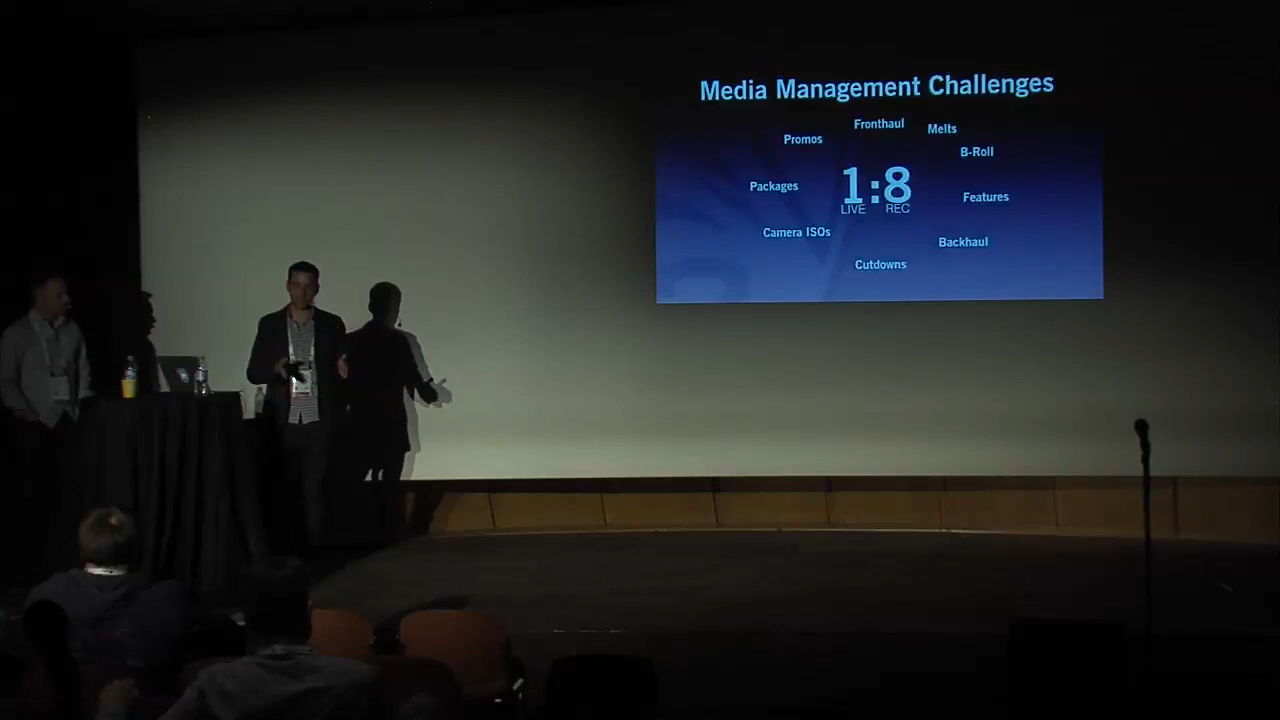 Media Management Challenges
Fronthaul
Melts
Promos
B-Roll
1:8
LIVE REC
Packages
Features
Camera ISOs
Backhaul
Cutdowns